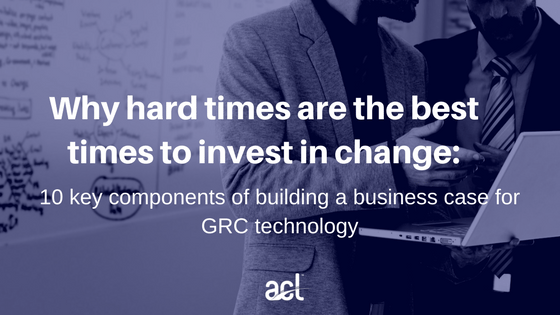 Why hard times are the best
times to invest in change:
10 key components of building a business case for
GRC technology
acl